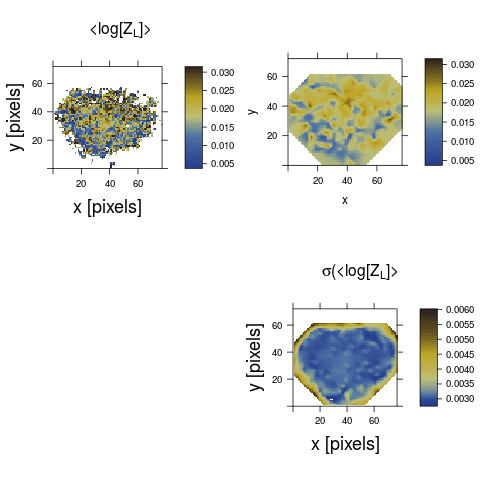 <log[Z_L]>
60
40
20
20 40 60
x [pixels]
y [pixels]
0.030
0.025
0.020
0.015
0.010
0.005
60
40
20
20 40 60
x
y
0.030
0.025
0.020
0.015
0.010
0.005
σ(<log[Z_L]>
60
40
20
20 40 60
x [pixels]
y [pixels]
0.0060
0.0055
0.0050
0.0045
0.0040
0.0035
0.0030